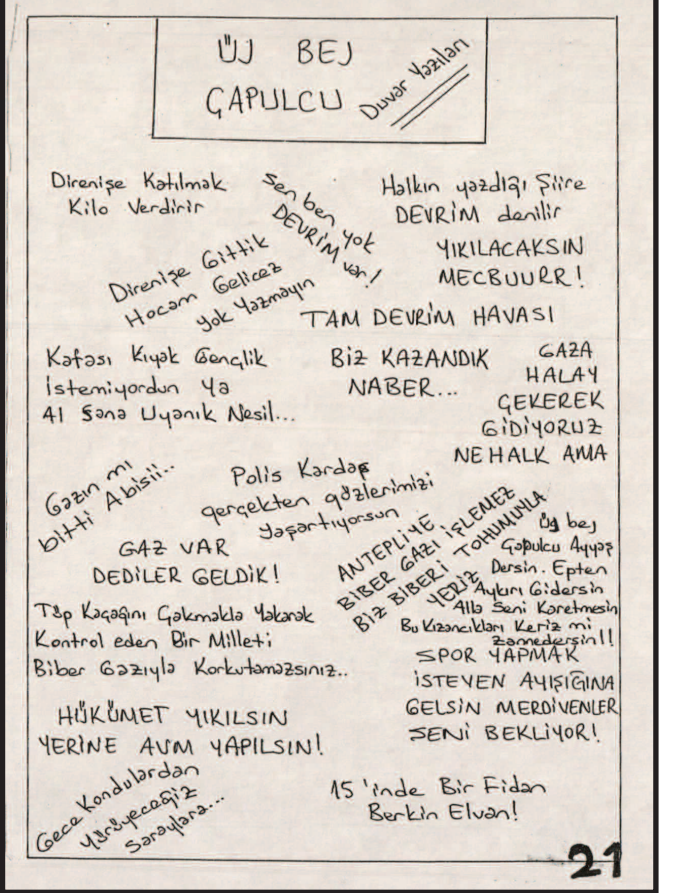 ÜJ BEJ
ÇAPULCU
Duvar Yazıları
Direnişe Katılmak
Kilo Verdirir
Sen ben yok
DEVRİM var!
Halkın yazdığı Şiire
DEVRİM denilir
Direnişe Gittik
Hocam Gelicez
Yok Yazmayın
YIKILACAKSIN
MECBUURR!
TAM DEVRİM HAVASI
Kafası Kıyak Gençlik
İstemiyordun Ya
Al Sana Uyanık Nesil...
BİZ KAZANDIK
NABER...
GAZA
HALAY
ÇEKEREK
GİDİYORUZ
NE HALK AMA
Gazın mı
bitti Abisii..
Polis Kardaş
gerçekten gözlerimizi
yaşartıyorsun
GAZ VAR
DEDİLER GELDİK!
ANTEPLİYE
BİBER GAZI İŞLEMEZ
BİZ BİBERİ TOHUMUYLA
YERİZ
Üç bej
Çapulcu Ayyaş
Dersin. Epten
Aykırı Gidersin
Alla Seni Karetmesin
Bu Kızancıkları Keriz mi
zamedersin!!
Tüp Kaçağını Çakmakla Yakarak
Kontrol eden Bir Milleti
Biber Gazıyla Korkutamazsınız..
SPOR YAPMAK
İSTEYEN AYIŞIĞINA
GELSİN MERDİVENLER
SENİ BEKLİYOR!
HÜKÜMET YIKILSIN
YERİNE AVM YAPILSIN!
Gece Kondulardan
Yürüyeceğiz
Saraylara...
15 'inde Bir Fidan
Berkin Elvan!
21